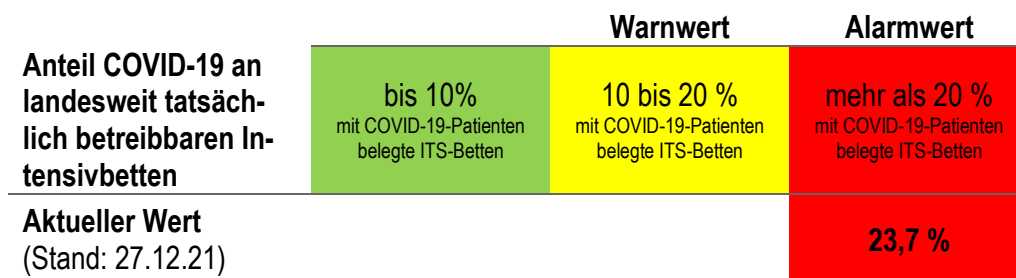 Warnwert Alarmwert
Anteil COVID-19 an
landesweit tatsäch-
lich betreibbaren In-
tensivbetten
bis 10%
mit COVID-19-Patienten
belegte ITS-Betten
10 bis 20 %
mit COVID-19-Patienten
belegte ITS-Betten
mehr als 20 %
mit COVID-19-Patienten
belegte ITS-Betten
Aktueller Wert
(Stand: 27.12.21)
23,7 %